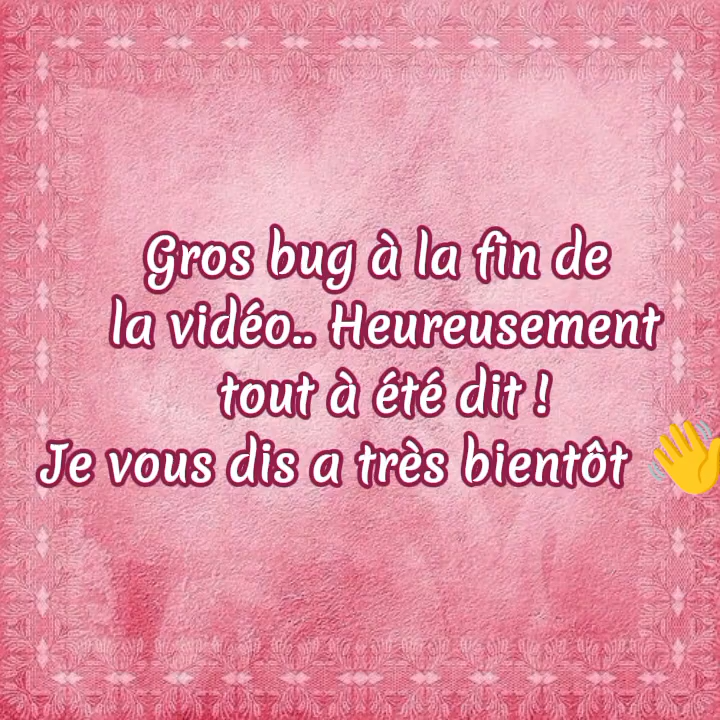 Gros bug à la fin de
la vidéo.. Heureusement
tout à été dit !
Je vous dis a très bientôt 👋